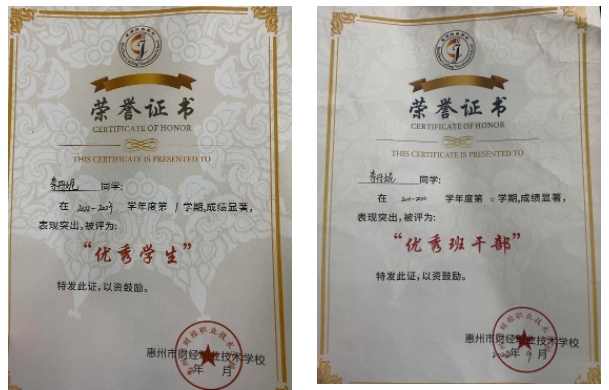 荣誉证书
CERTIFICATE OF HONOR
THIS CERTIFICATE IS PRESENTED TO
同学:
在 2022-2023 学年度第 1 学期,成绩显著,
表现突出,被评为:
“优秀学生”
特发此证,以资鼓励。
惠州市财经职业技术学校
年 月
荣誉证书
CERTIFICATE OF HONOR
THIS CERTIFICATE IS PRESENTED TO
同学:
在 学年度第 学期,成绩显著,
表现突出,被评为:
“优秀班干部”
特发此证,以资鼓励。
惠州市财经职业技术学校
年9月